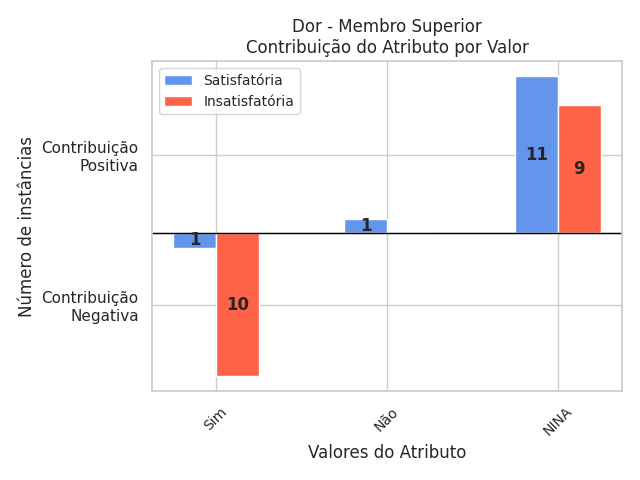 Dor - Membro Superior
Contribuição do Atributo por Valor
Satisfatória
Insatisfatória
Número de instâncias
Contribuição
Positiva
Contribuição
Negativa
1
10
1
11
9
Sim
Não
NINA
Valores do Atributo